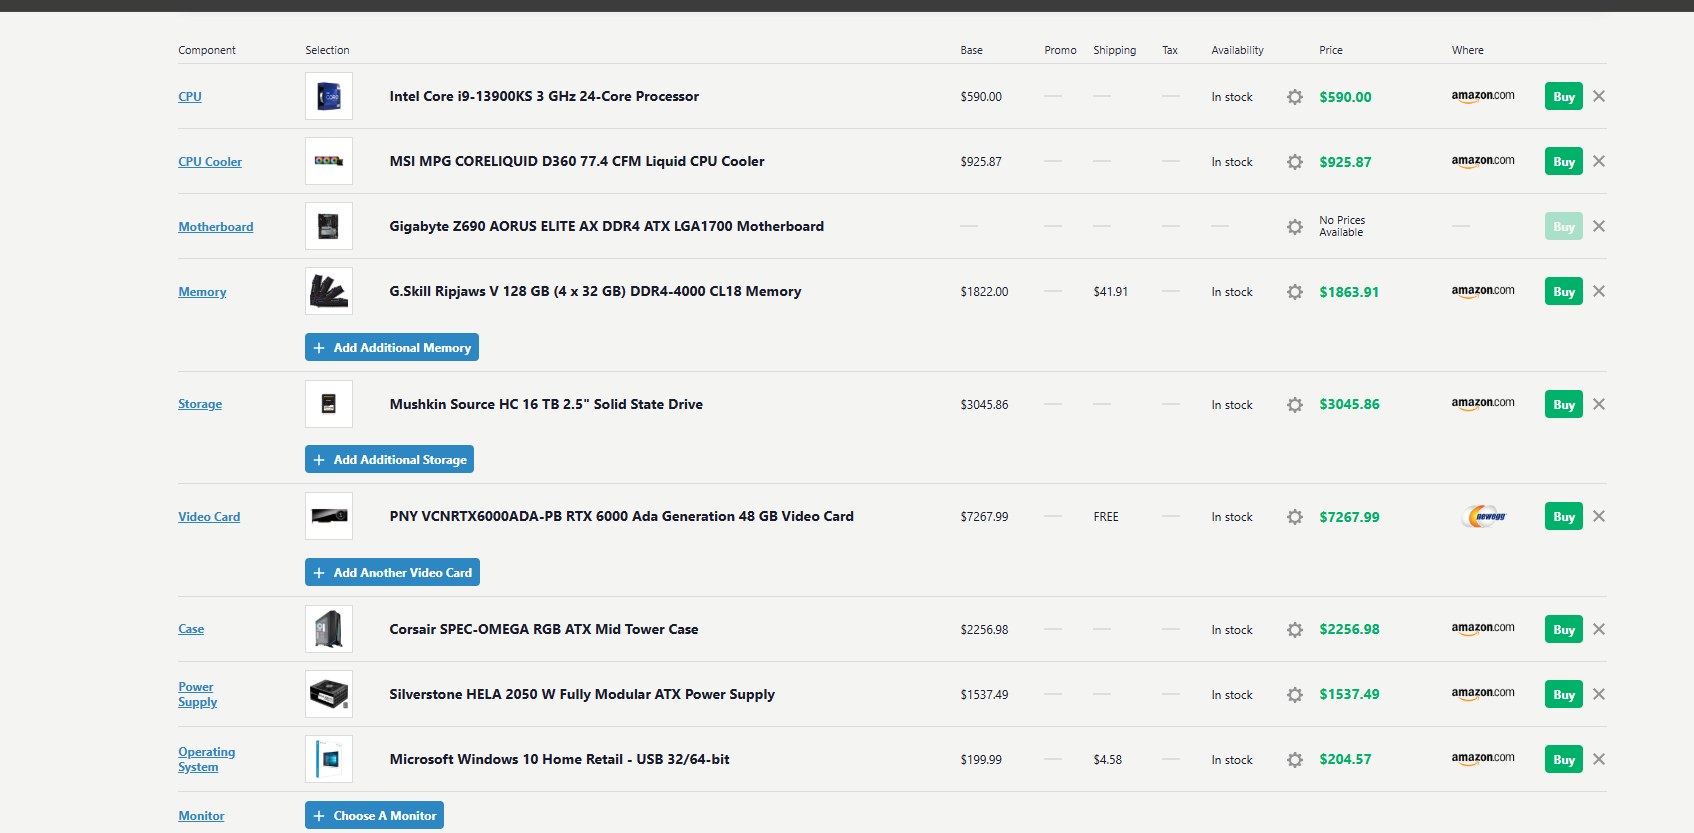 Component Selection Base Promo Shipping Tax Availability Price Where
CPU Intel Core i9-13900KS 3 GHz 24-Core Processor $590.00 — — — In stock $590.00 amazon.com Buy
CPU Cooler MSI MPG CORELIQUID D360 77.4 CFM Liquid CPU Cooler $925.87 — — — In stock $925.87 amazon.com Buy
Motherboard Gigabyte Z690 AORUS ELITE AX DDR4 ATX LGA1700 Motherboard — — — — — No Prices Available — Buy
Memory G.Skill Ripjaws V 128 GB (4 x 32 GB) DDR4-4000 CL18 Memory $1822.00 — $41.91 — In stock $1863.91 amazon.com Buy
+ Add Additional Memory
Storage Mushkin Source HC 16 TB 2.5" Solid State Drive $3045.86 — — — In stock $3045.86 amazon.com Buy
+ Add Additional Storage
Video Card PNY VCNRTX6000ADA-PB RTX 6000 Ada Generation 48 GB Video Card $7267.99 — FREE — In stock $7267.99 newegg Buy
+ Add Another Video Card
Case Corsair SPEC-OMEGA RGB ATX Mid Tower Case $2256.98 — — — In stock $2256.98 amazon.com Buy
Power Supply Silverstone HELA 2050 W Fully Modular ATX Power Supply $1537.49 — — — In stock $1537.49 amazon.com Buy
Operating System Microsoft Windows 10 Home Retail - USB 32/64-bit $199.99 — $4.58 — In stock $204.57 amazon.com Buy
Monitor + Choose A Monitor